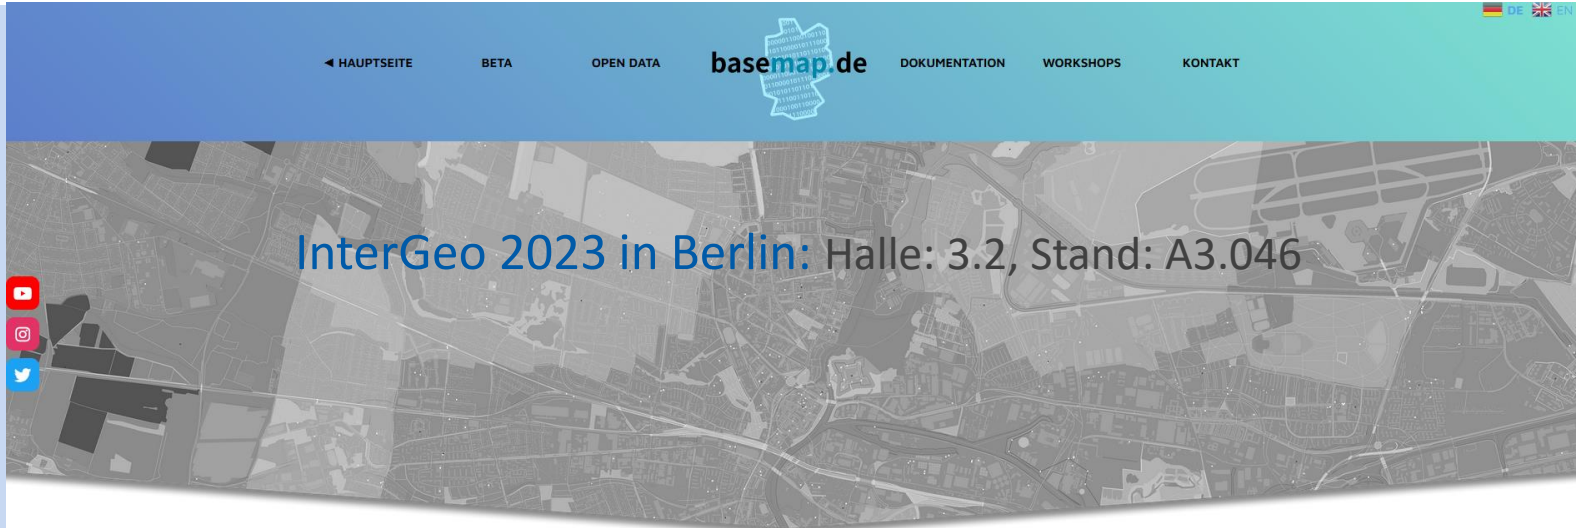 DE EN
◄ HAUPTSEITE BETA OPEN DATA basemap.de DOKUMENTATION WORKSHOPS KONTAKT
InterGeo 2023 in Berlin: Halle: 3.2, Stand: A3.046